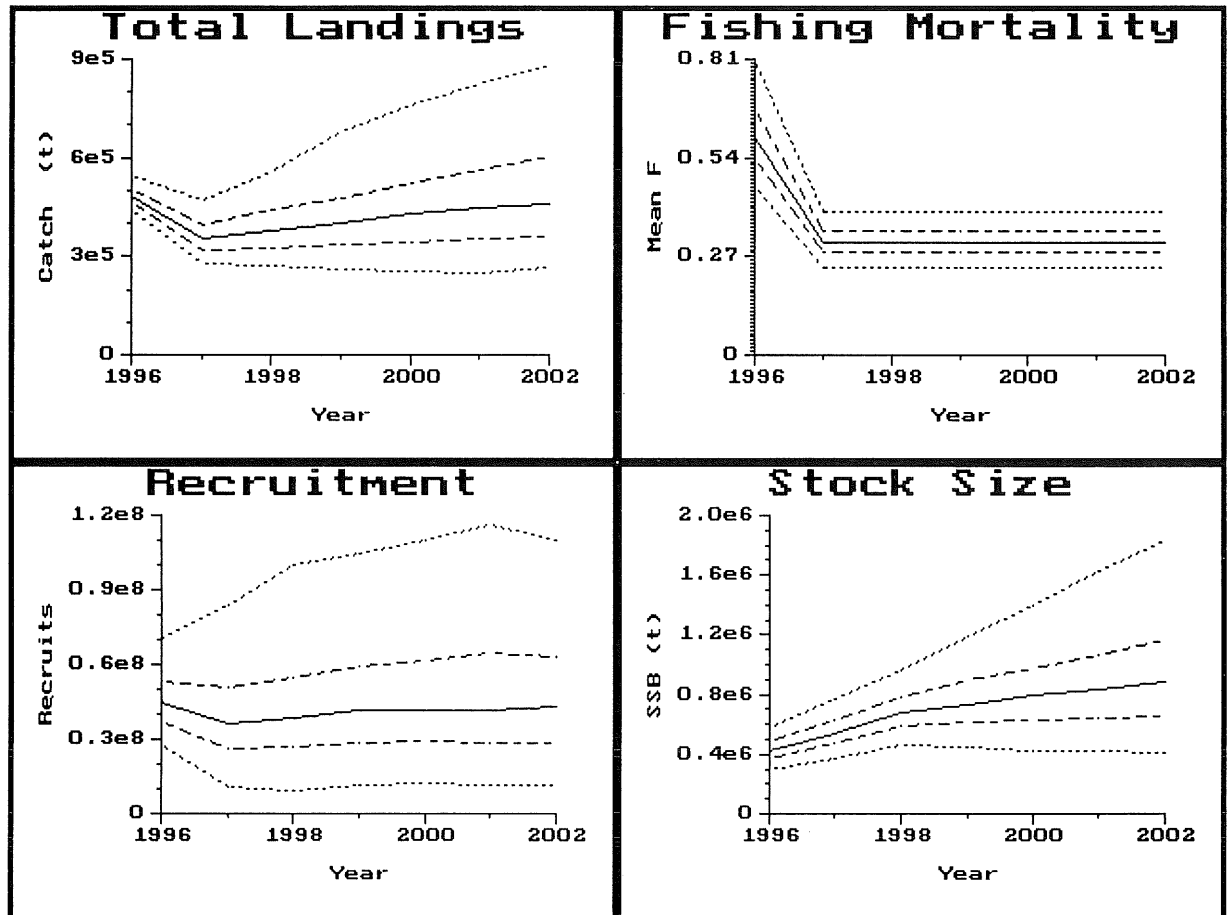 Total Landings
9e5
6e5
3e5
0
Catch (t)
1996 1998 2000 2002
Year
Fishing Mortality
0.81
0.54
0.27
0
Mean F
1996 1998 2000 2002
Year
Recruitment
1.2e8
0.9e8
0.6e8
0.3e8
0
Recruits
1996 1998 2000 2002
Year
Stock Size
2.0e6
1.6e6
1.2e6
0.8e6
0.4e6
0
SSB (t)
1996 1998 2000 2002
Year